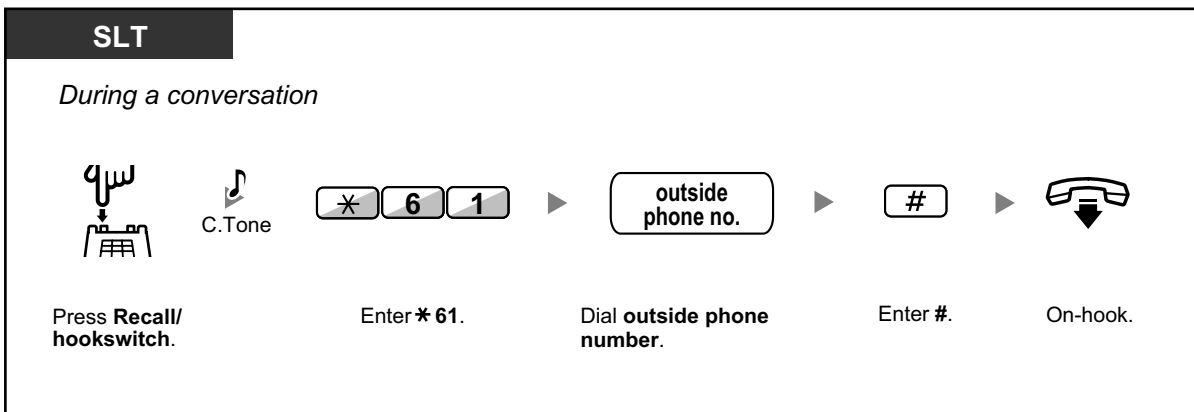 SLT
During a conversation
C.Tone
* 6 1
outside
phone no.
#
Press Recall/
hookswitch.
Enter * 61.
Dial outside phone
number.
Enter #.
On-hook.